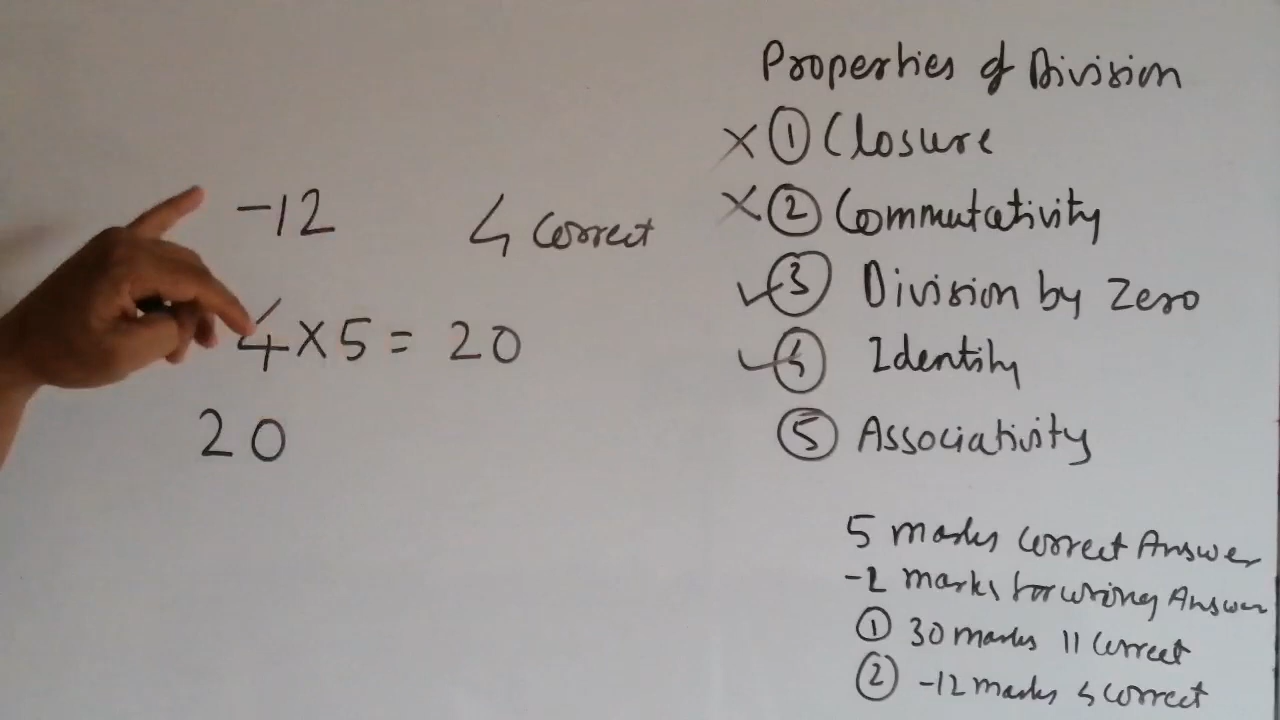 Properties of Division
× ① Closure
× ② Commutativity
✓ ③ Division by Zero
✓ ④ Identity
⑤ Associativity
-12 4 correct
4×5 = 20
20
5 marks correct Answer
-2 marks for wrong Answer
① 30 marks 11 correct
② -12 marks 4 correct